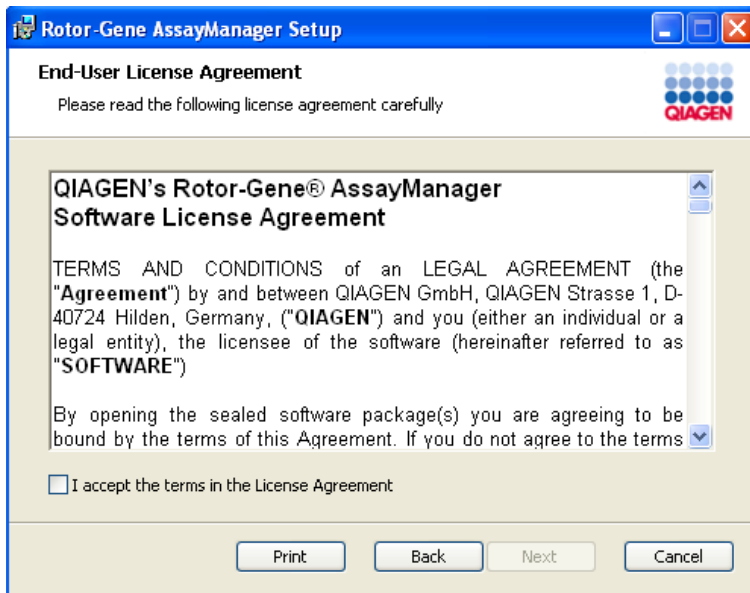 Rotor-Gene AssayManager Setup
End-User License Agreement
Please read the following license agreement carefully
QIAGEN
QIAGEN's Rotor-Gene® AssayManager
Software License Agreement
TERMS AND CONDITIONS of an LEGAL AGREEMENT (the
"Agreement") by and between QIAGEN GmbH, QIAGEN Strasse 1, D-
40724 Hilden, Germany, ("QIAGEN") and you (either an individual or a
legal entity), the licensee of the software (hereinafter referred to as
"SOFTWARE")
By opening the sealed software package(s) you are agreeing to be
bound by the terms of this Agreement. If you do not agree to the terms
I accept the terms in the License Agreement
Print
Back
Next
Cancel